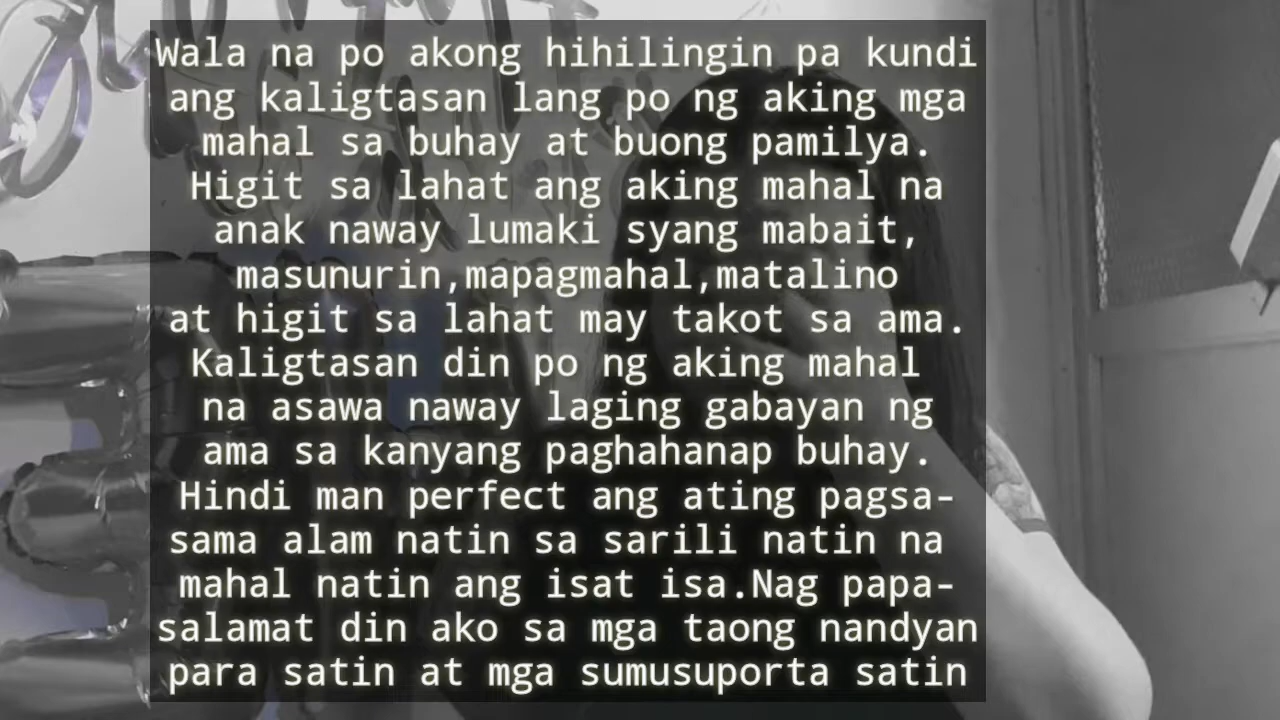 Wala na po akong hihilingin pa kundi
ang kaligtasan lang po ng aking mga
mahal sa buhay at buong pamilya.
Higit sa lahat ang aking mahal na
anak naway lumaki syang mabait,
masunurin,mapagmahal,matalino
at higit sa lahat may takot sa ama.
Kaligtasan din po ng aking mahal
na asawa naway laging gabayan ng
ama sa kanyang paghahanap buhay.
Hindi man perfect ang ating pagsa-
sama alam natin sa sarili natin na
mahal natin ang isat isa.Nag papa-
salamat din ako sa mga taong nandyan
para satin at mga sumusuporta satin